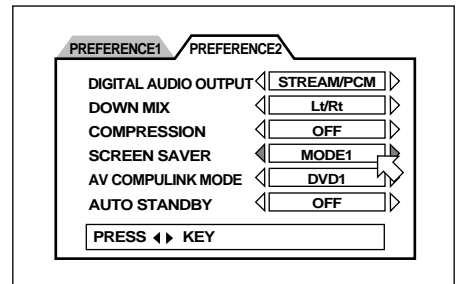 PREFERENCE1 PREFERENCE2
DIGITAL AUDIO OUTPUT STREAM/PCM
DOWN MIX Lt/Rt
COMPRESSION OFF
SCREEN SAVER MODE1
AV COMPULINK MODE DVD1
AUTO STANDBY OFF
PRESS KEY